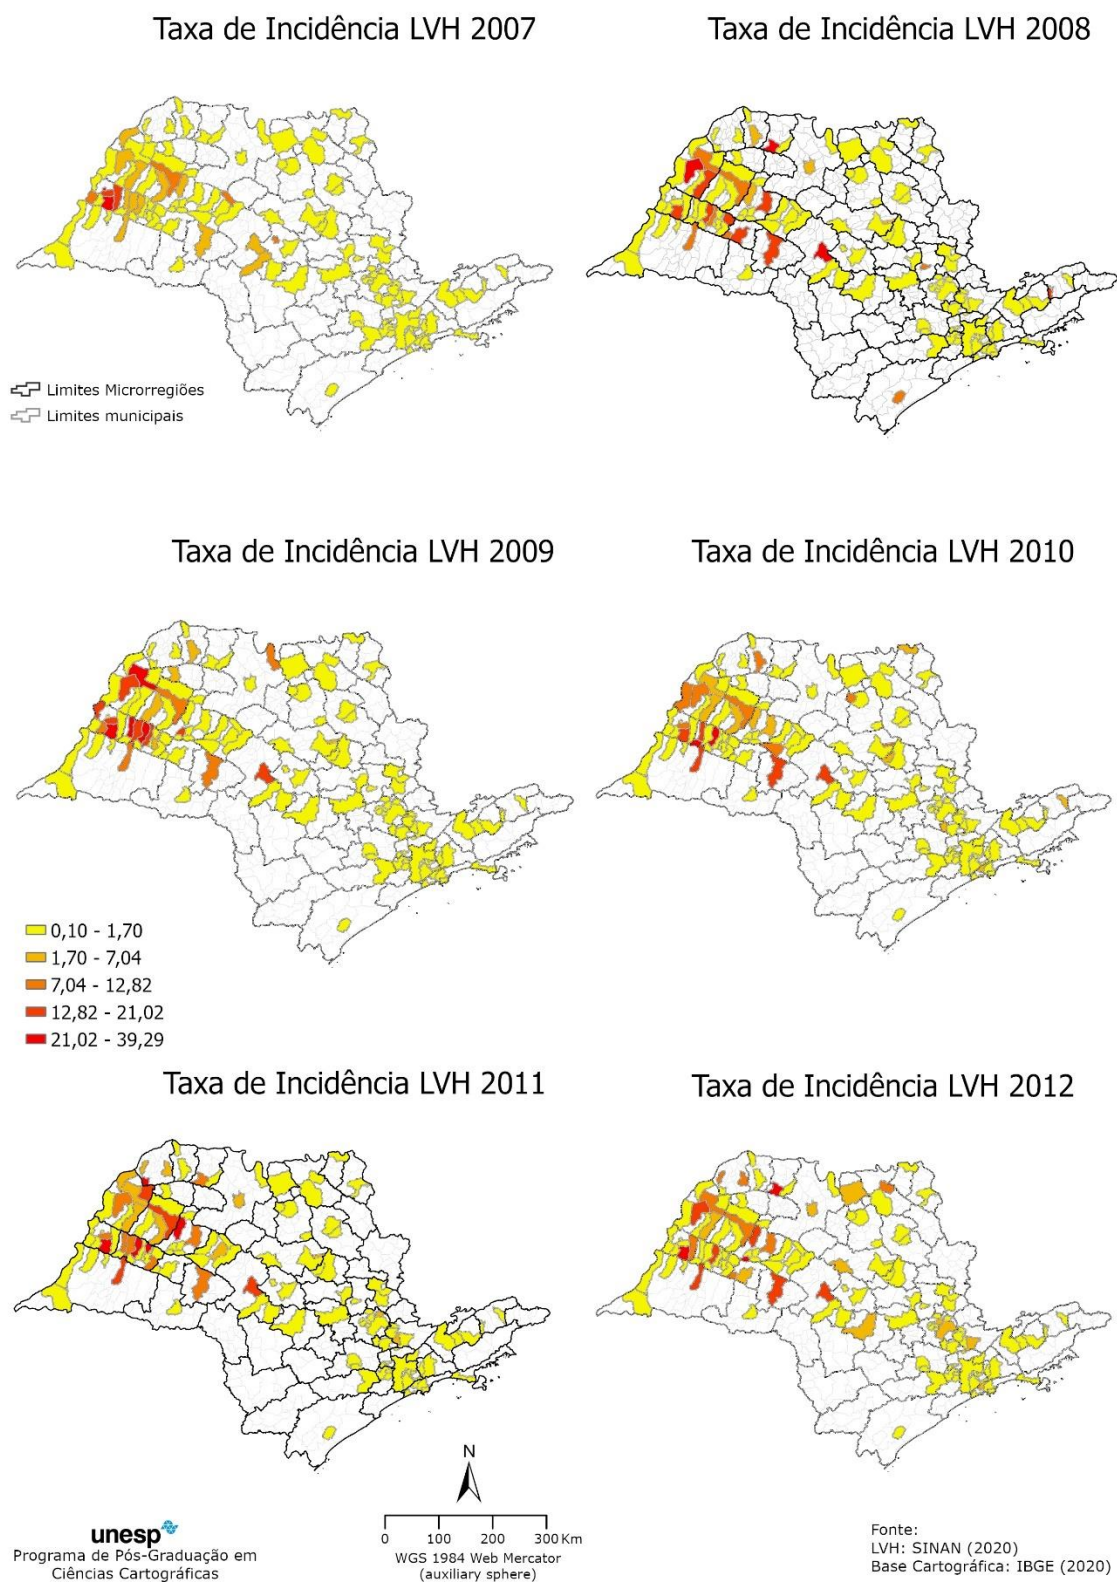 Taxa de Incidência LVH 2007
Taxa de Incidência LVH 2008
Limites Microrregiões
Limites municipais
Taxa de Incidência LVH 2009
Taxa de Incidência LVH 2010
0,10 - 1,70
1,70 - 7,04
7,04 - 12,82
12,82 - 21,02
21,02 - 39,29
Taxa de Incidência LVH 2011
Taxa de Incidência LVH 2012
N
0 100 200 300 Km
WGS 1984 Web Mercator
(auxiliary sphere)
unesp
Programa de Pós-Graduação em
Ciências Cartográficas
Fonte:
LVH: SINAN (2020)
Base Cartográfica: IBGE (2020)